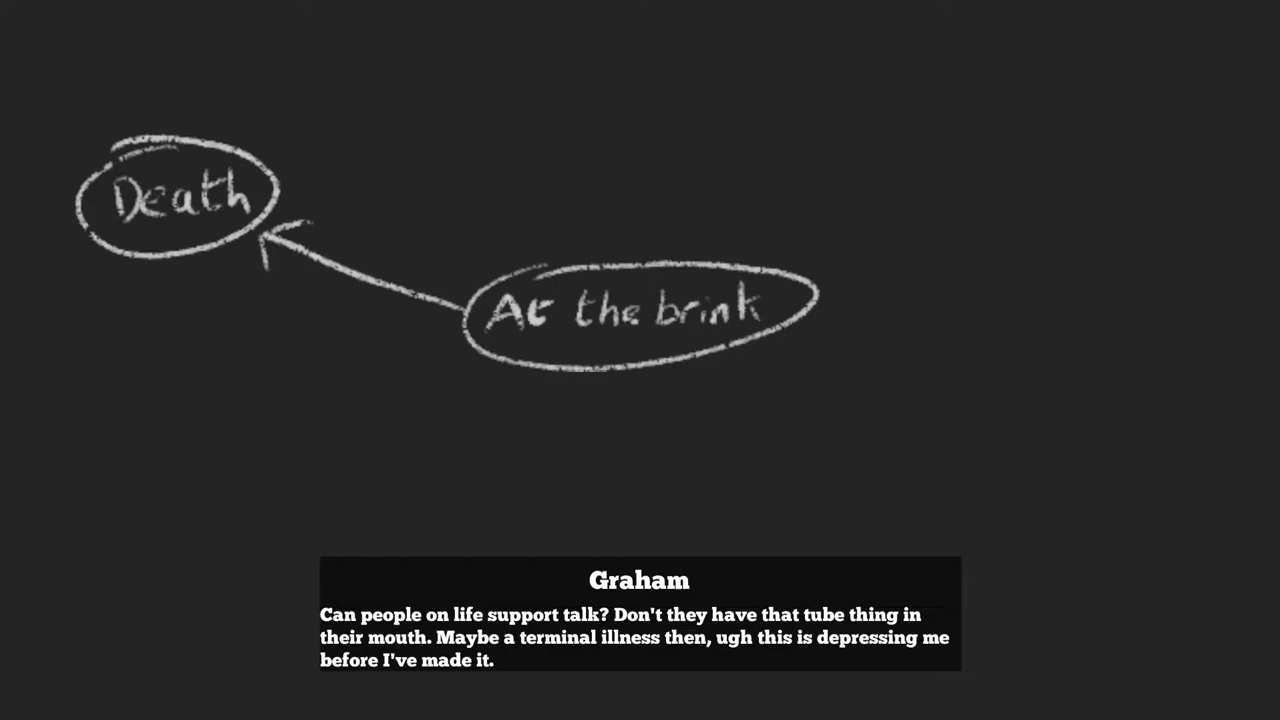 Death
At the brink
Graham
Can people on life support talk? Don't they have that tube thing in
their mouth. Maybe a terminal illness then, ugh this is depressing me
before I've made it.